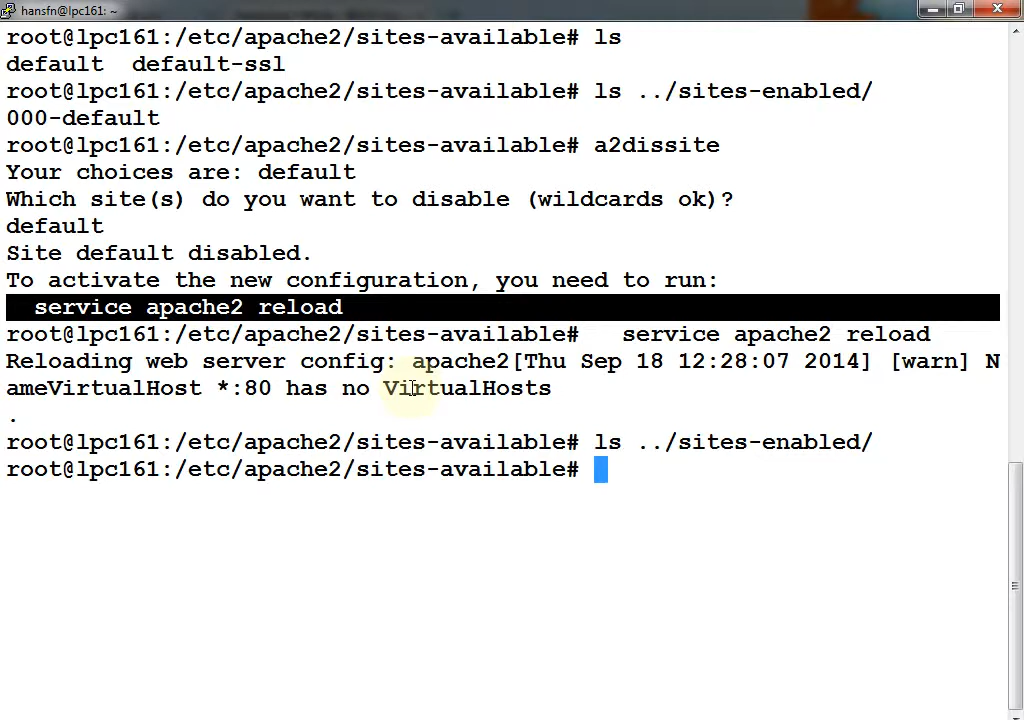 hansfn@lpc161: ~
root@lpc161:/etc/apache2/sites-available# ls
default  default-ssl
root@lpc161:/etc/apache2/sites-available# ls ../sites-enabled/
000-default
root@lpc161:/etc/apache2/sites-available# a2dissite
Your choices are: default
Which site(s) do you want to disable (wildcards ok)?
default
Site default disabled.
To activate the new configuration, you need to run:
  service apache2 reload
root@lpc161:/etc/apache2/sites-available#   service apache2 reload
Reloading web server config: apache2[Thu Sep 18 12:28:07 2014] [warn] N
ameVirtualHost *:80 has no VirtualHosts
.
root@lpc161:/etc/apache2/sites-available# ls ../sites-enabled/
root@lpc161:/etc/apache2/sites-available#